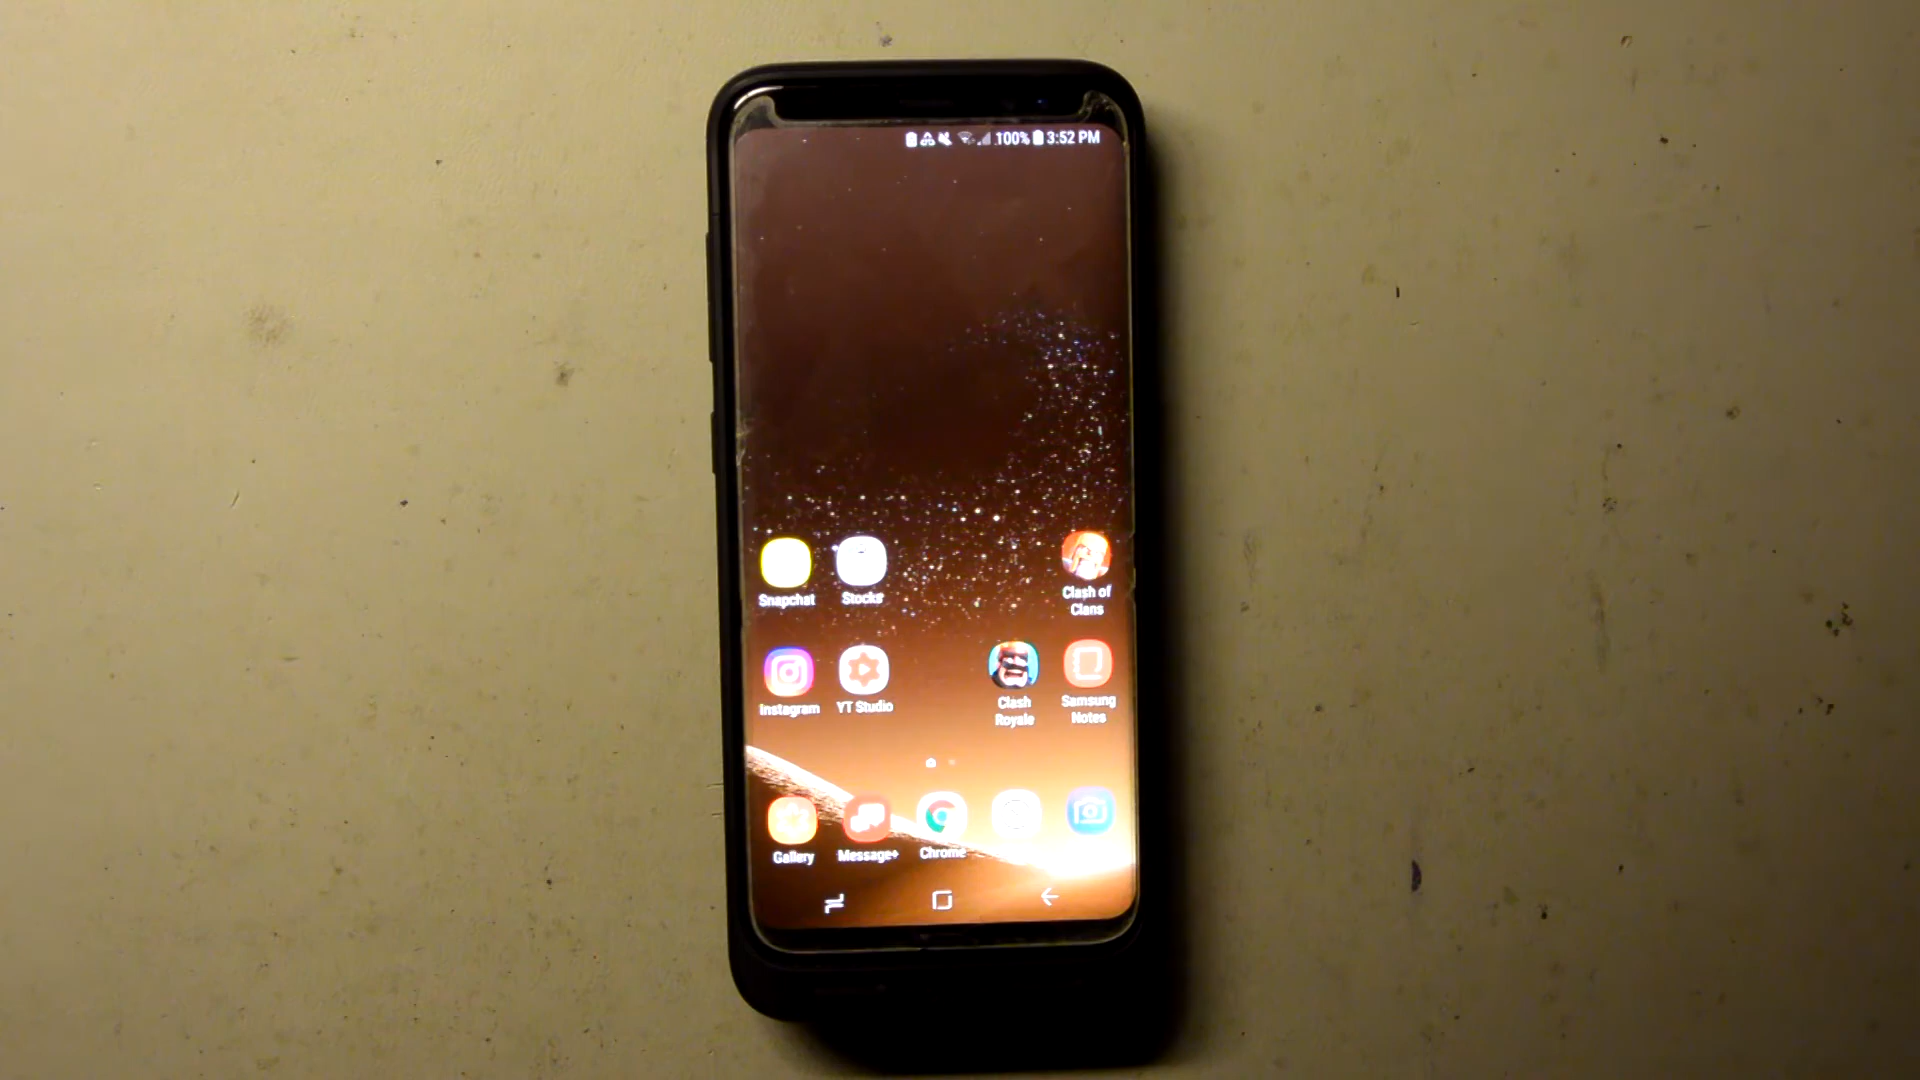 100% 3:52 PM
Snapchat
Stocks
Clash of
Clans
Instagram
YT Studio
Clash
Royale
Samsung
Notes
Gallery
Message+
Chrome